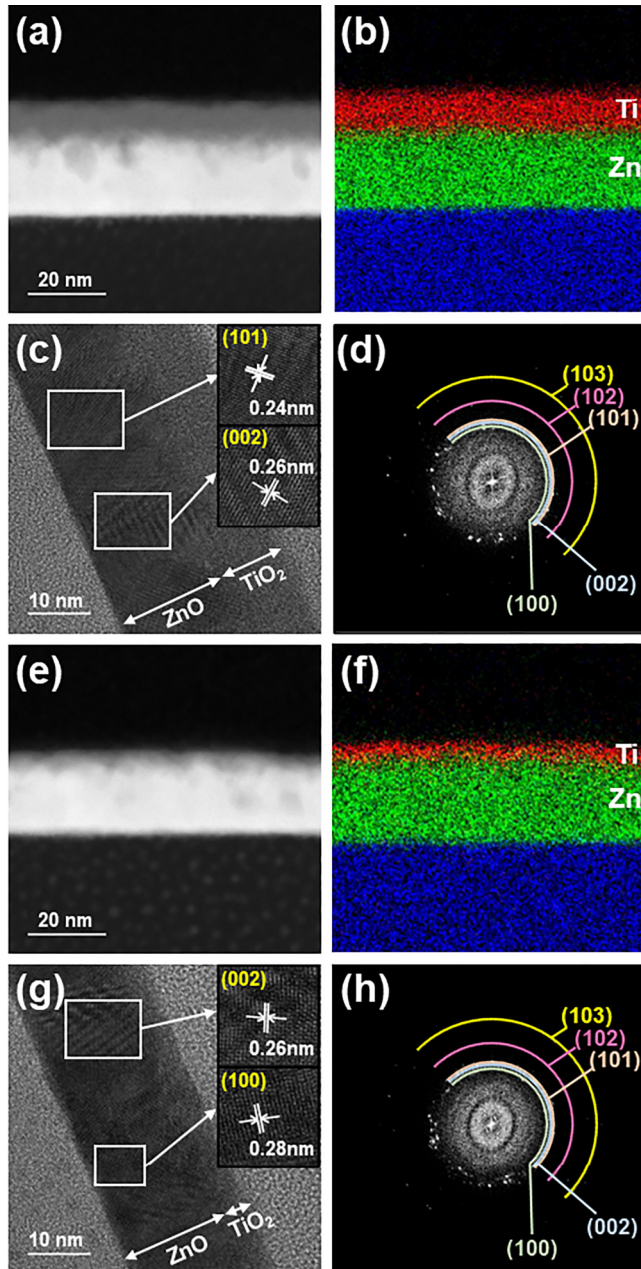 (a)
20 nm
(b)
Ti
Zn
(c)
(101)
0.24nm
(002)
0.26nm
10 nm
ZnO
TiO₂
(d)
(103)
(102)
(101)
(002)
(100)
(e)
20 nm
(f)
Ti
Zn
(g)
(002)
0.26nm
(100)
0.28nm
10 nm
ZnO
TiO₂
(h)
(103)
(102)
(101)
(002)
(100)